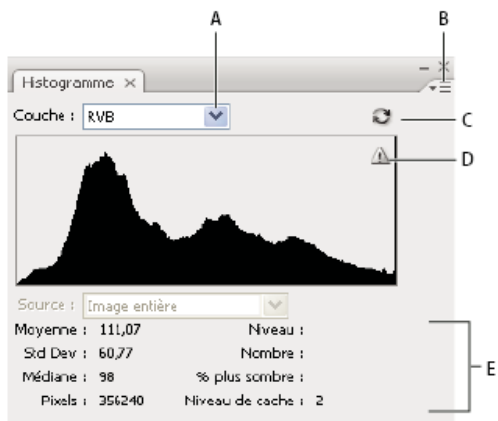 A
B
Histogramme
Couche : RVB
C
D
Source : Image entière
Moyenne : 111,07
Niveau :
Std Dev : 60,77
Nombre :
Médiane : 98
% plus sombre :
Pixels : 356240
Niveau de cache : 2
E